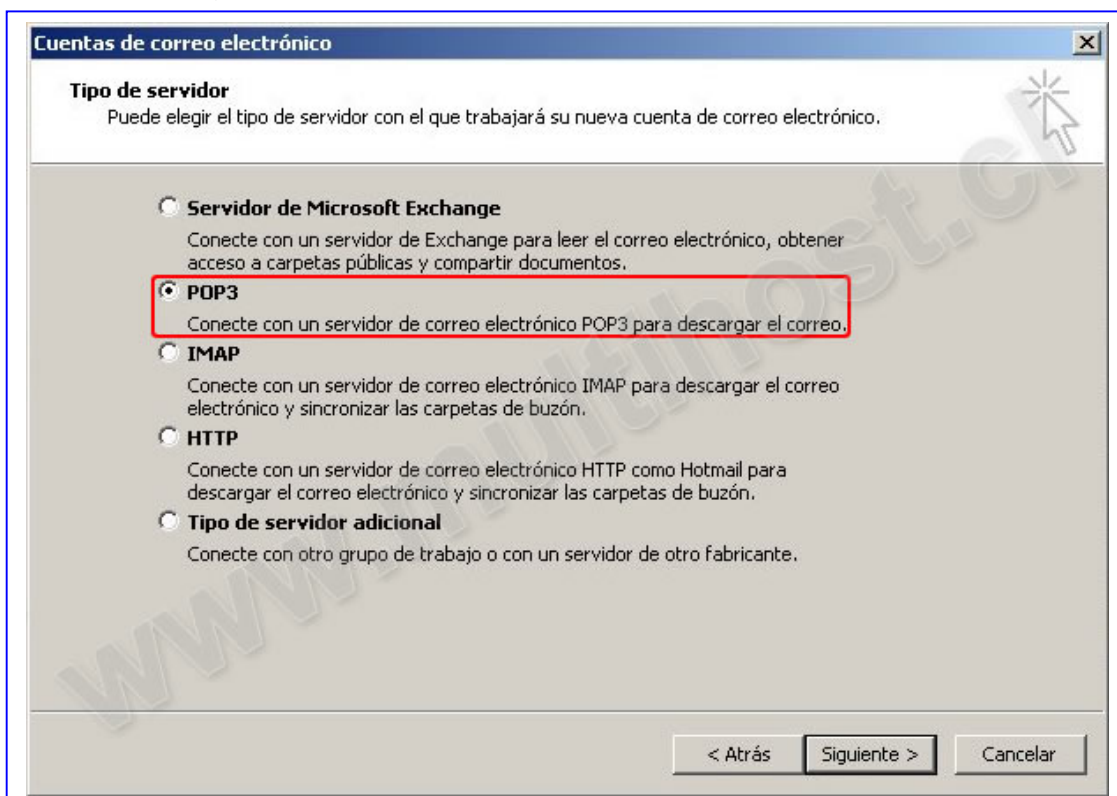 Cuentas de correo electrónico
Tipo de servidor
Puede elegir el tipo de servidor con el que trabajará su nueva cuenta de correo electrónico.
Servidor de Microsoft Exchange
Conecte con un servidor de Exchange para leer el correo electrónico, obtener
acceso a carpetas públicas y compartir documentos.
POP3
Conecte con un servidor de correo electrónico POP3 para descargar el correo.
IMAP
Conecte con un servidor de correo electrónico IMAP para descargar el correo
electrónico y sincronizar las carpetas de buzón.
HTTP
Conecte con un servidor de correo electrónico HTTP como Hotmail para
descargar el correo electrónico y sincronizar las carpetas de buzón.
Tipo de servidor adicional
Conecte con otro grupo de trabajo o con un servidor de otro fabricante.
www.multihost.cl
< Atrás
Siguiente >
Cancelar